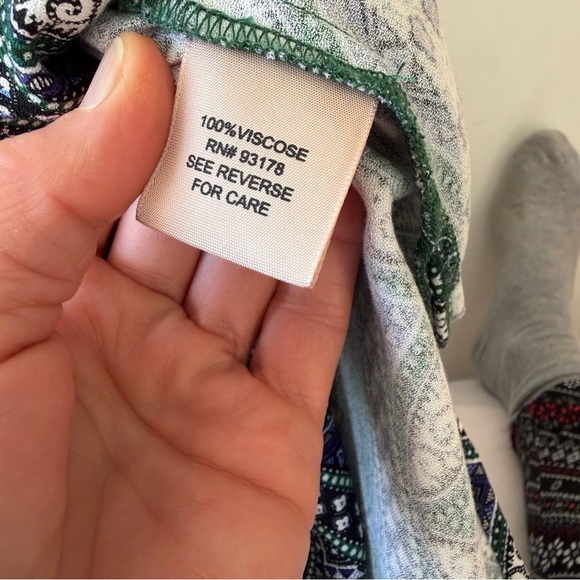 100%VISCOSE
RN# 93178
SEE REVERSE
FOR CARE